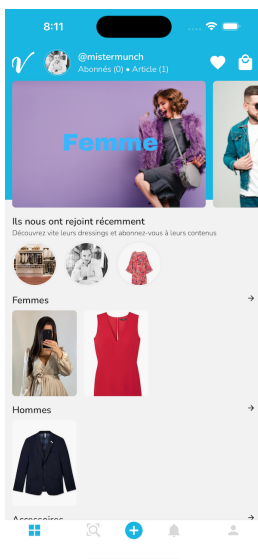 8:11
V
@mistermunch
Abonnés (0) • Article (1)
Femme
Ils nous ont rejoint récemment
Découvrez vite leurs dressings et abonnez-vous à leurs contenus
Femmes
Hommes
Accessoires